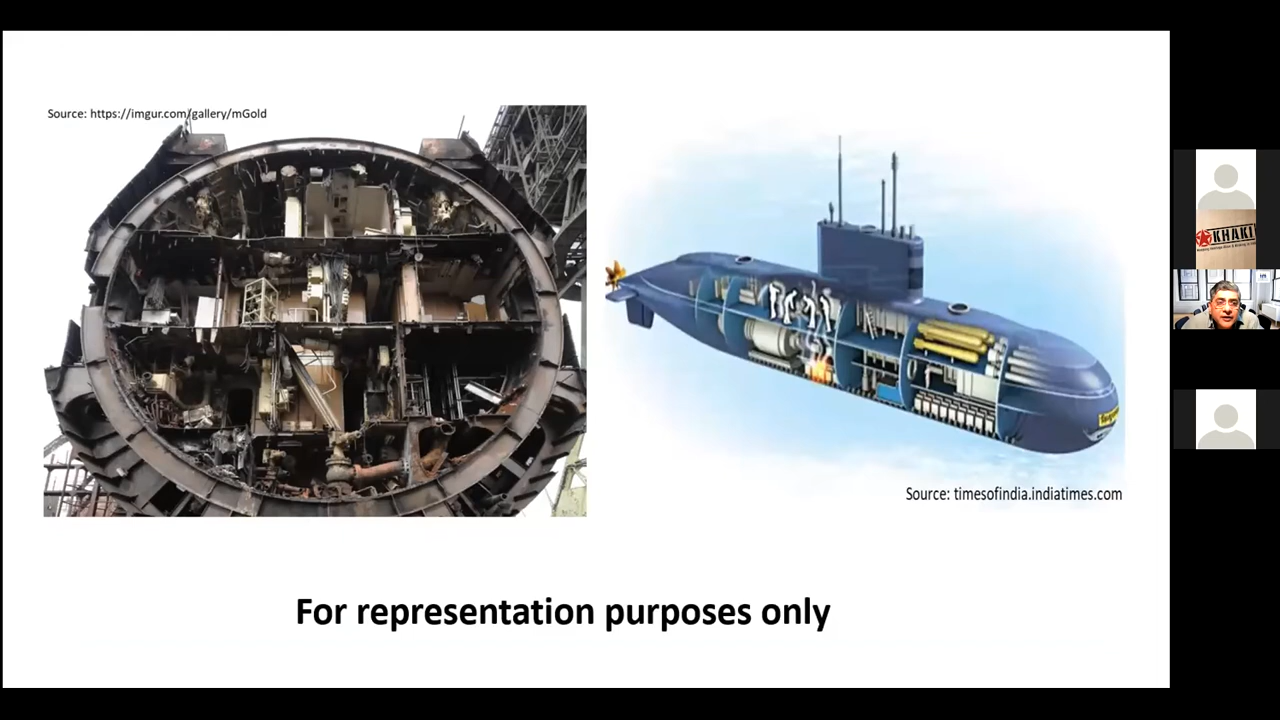 Source: https://imgur.com/gallery/mGold
Source: timesofindia.indiatimes.com
For representation purposes only
KHAKI